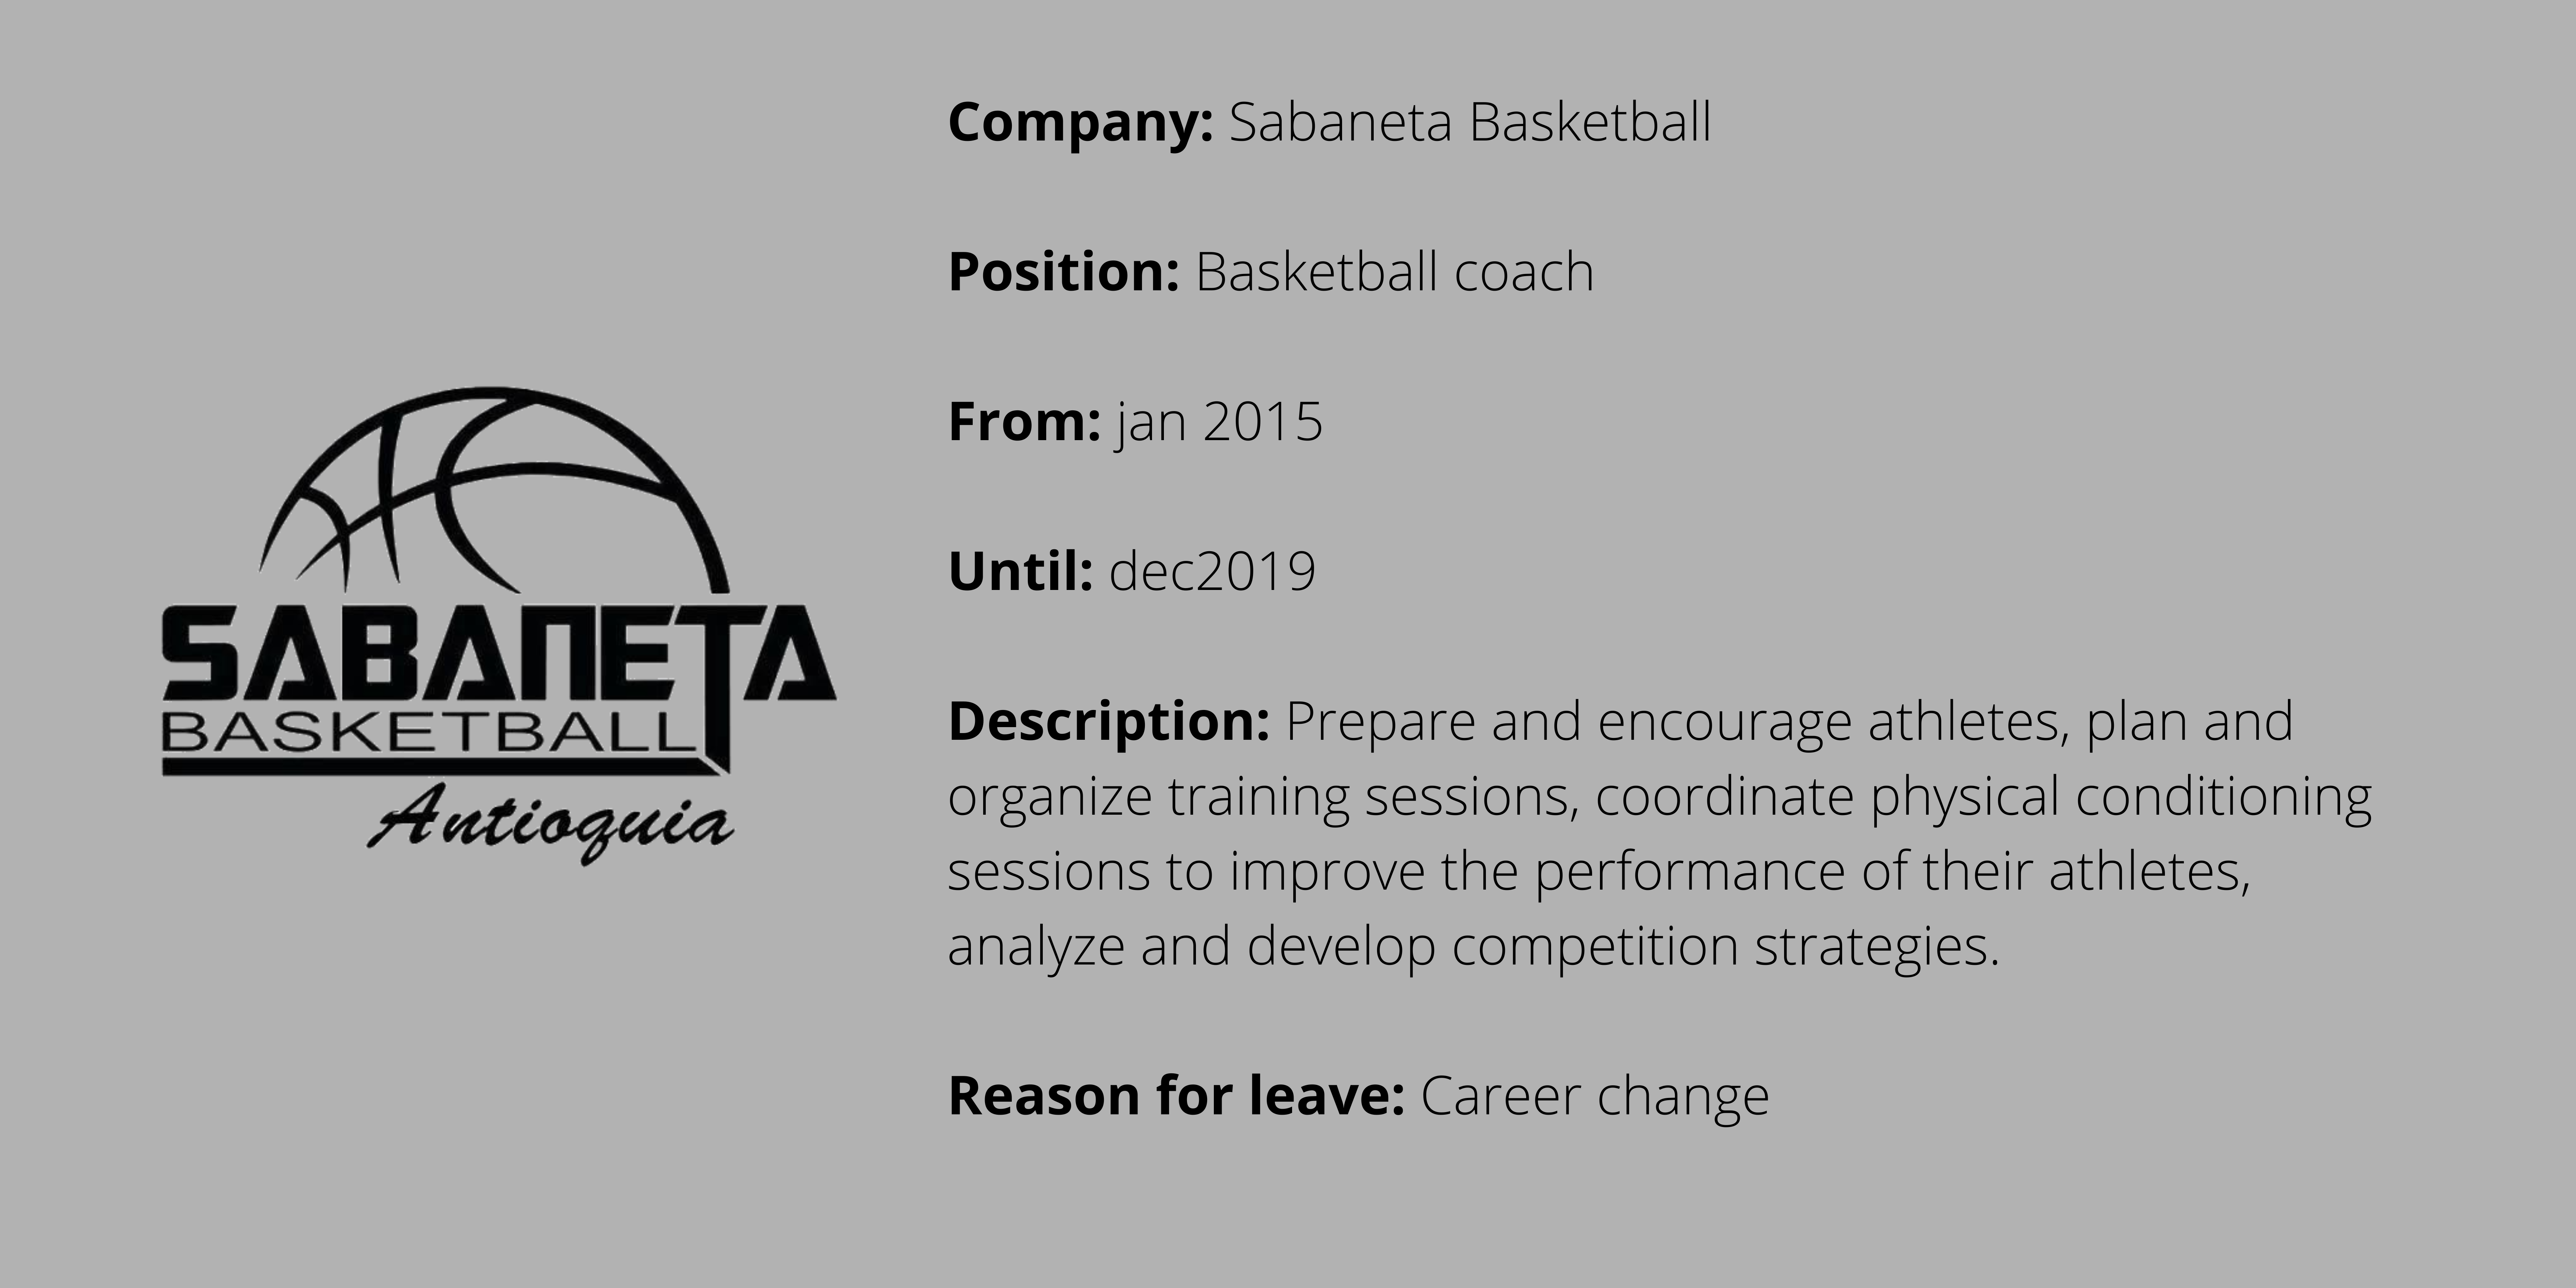 SABANETA
BASKETBALL
Antioquia
Company: Sabaneta Basketball
Position: Basketball coach
From: jan 2015
Until: dec2019
Description: Prepare and encourage athletes, plan and
organize training sessions, coordinate physical conditioning
sessions to improve the performance of their athletes,
analyze and develop competition strategies.
Reason for leave: Career change